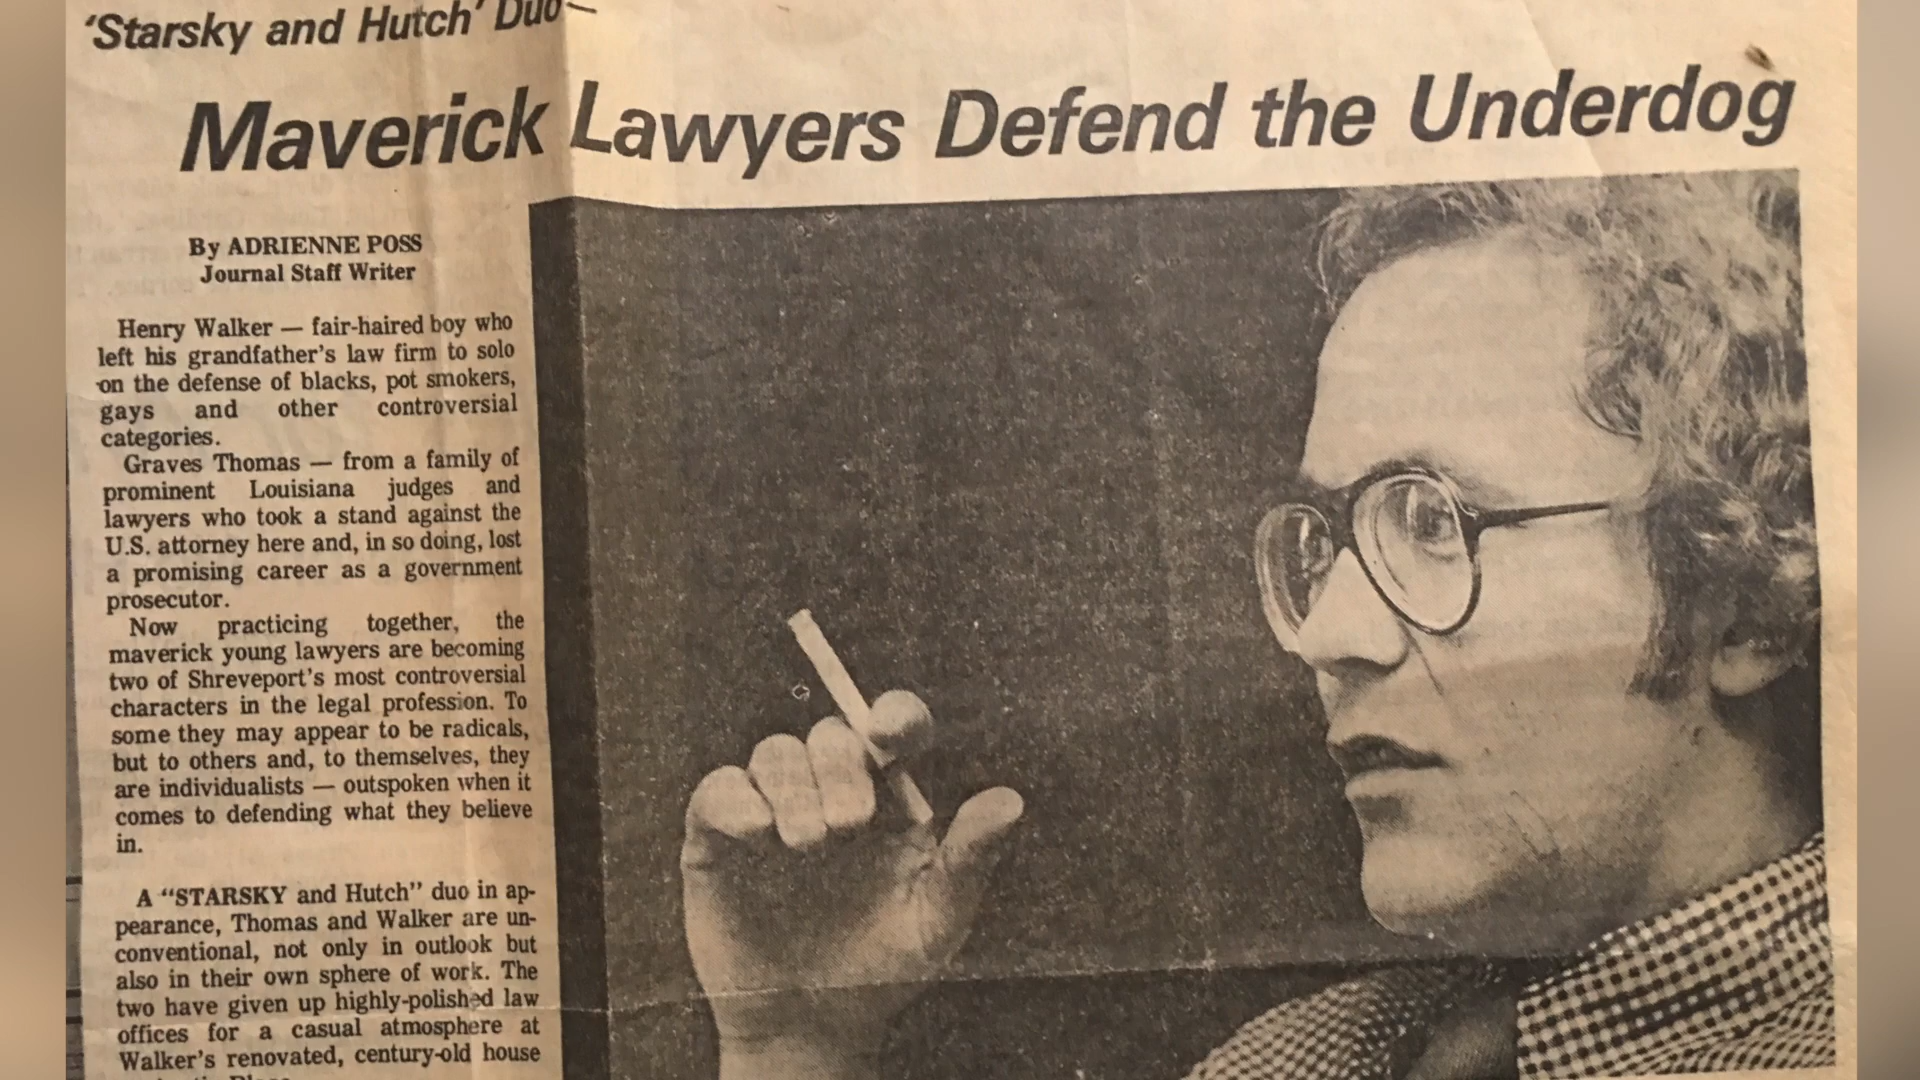 'Starsky and Hutch' Duo—
Maverick Lawyers Defend the Underdog
By ADRIENNE POSS
Journal Staff Writer
Henry Walker — fair-haired boy who
left his grandfather's law firm to solo
on the defense of blacks, pot smokers,
gays and other controversial
categories.
Graves Thomas — from a family of
prominent Louisiana judges and
lawyers who took a stand against the
U.S. attorney here and, in so doing, lost
a promising career as a government
prosecutor.
Now practicing together, the
maverick young lawyers are becoming
two of Shreveport's most controversial
characters in the legal profession. To
some they may appear to be radicals,
but to others and, to themselves, they
are individualists — outspoken when it
comes to defending what they believe
in.
A "STARSKY and Hutch" duo in ap-
pearance, Thomas and Walker are un-
conventional, not only in outlook but
also in their own sphere of work. The
two have given up highly-polished law
offices for a casual atmosphere at
Walker's renovated, century-old house